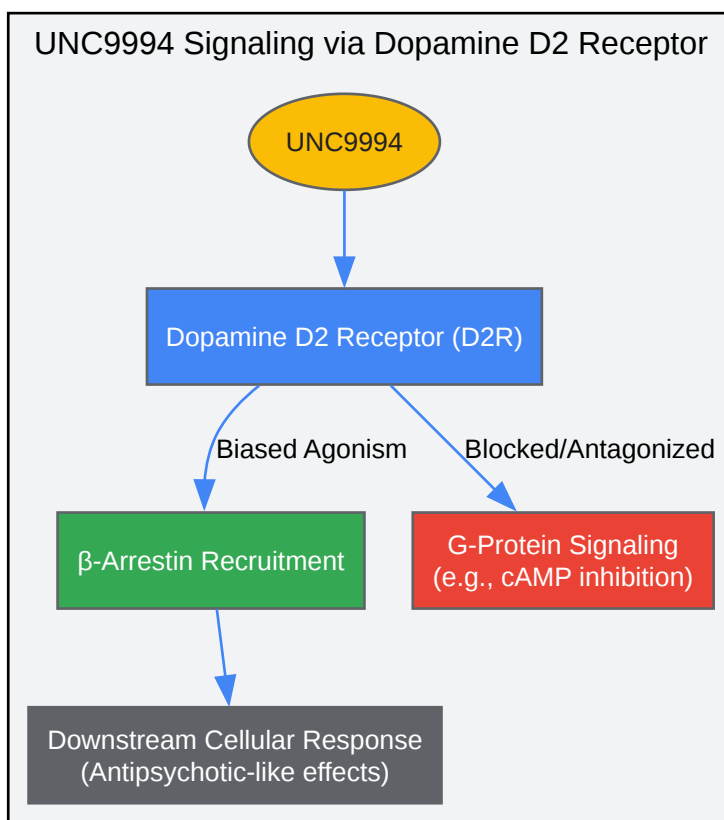 UNC9994 Signaling via Dopamine D2 Receptor
UNC9994
Dopamine D2 Receptor (D2R)
Biased Agonism
Blocked/Antagonized
β-Arrestin Recruitment
G-Protein Signaling
(e.g., cAMP inhibition)
Downstream Cellular Response
(Antipsychotic-like effects)